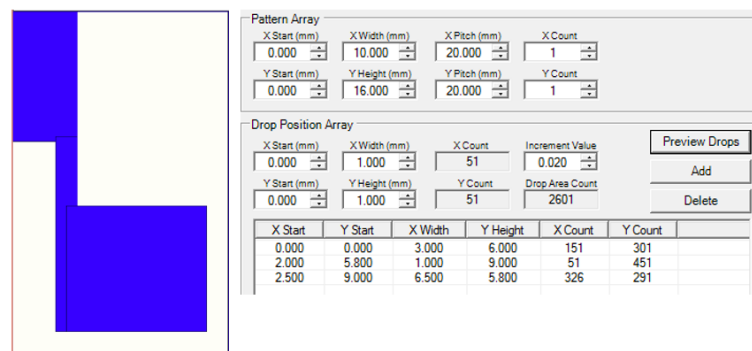 Pattern Array
X Start (mm) X Width (mm) X Pitch (mm) X Count
0.000 10.000 20.000 1
Y Start (mm) Y Height (mm) Y Pitch (mm) Y Count
0.000 16.000 20.000 1
Drop Position Array
X Start (mm) X Width (mm) X Count Increment Value Preview Drops
0.000 1.000 51 0.020
Add
Y Start (mm) Y Height (mm) Y Count Drop Area Count
0.000 1.000 51 2601 Delete
X Start Y Start X Width Y Height X Count Y Count
0.000 0.000 3.000 6.000 151 301
2.000 5.800 1.000 9.000 51 451
2.500 9.000 6.500 5.800 326 291